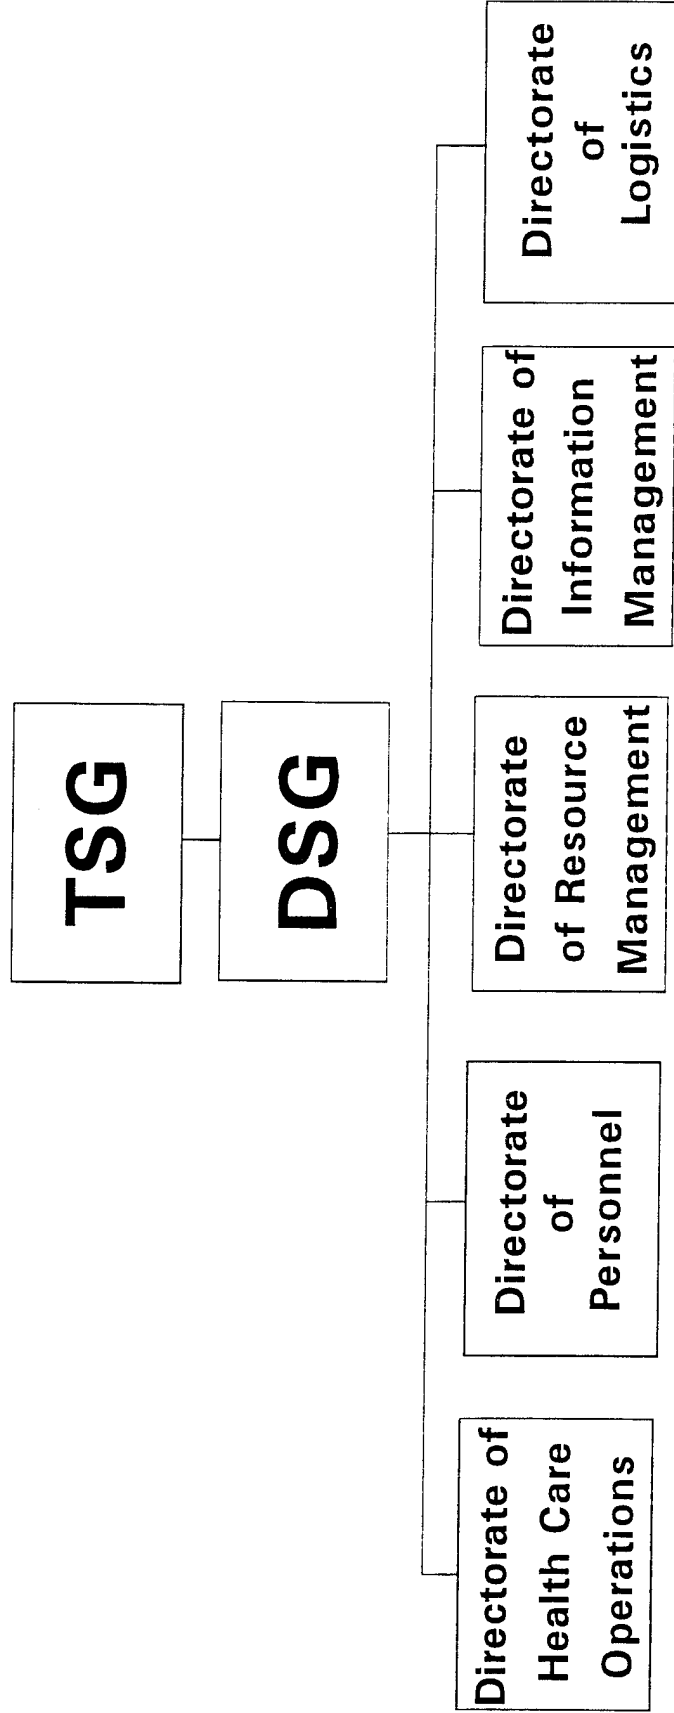 TSG
DSG
Directorate of
Health Care
Operations
Directorate
of
Personnel
Directorate
of Resource
Management
Directorate of
Information
Management
Directorate
of
Logistics